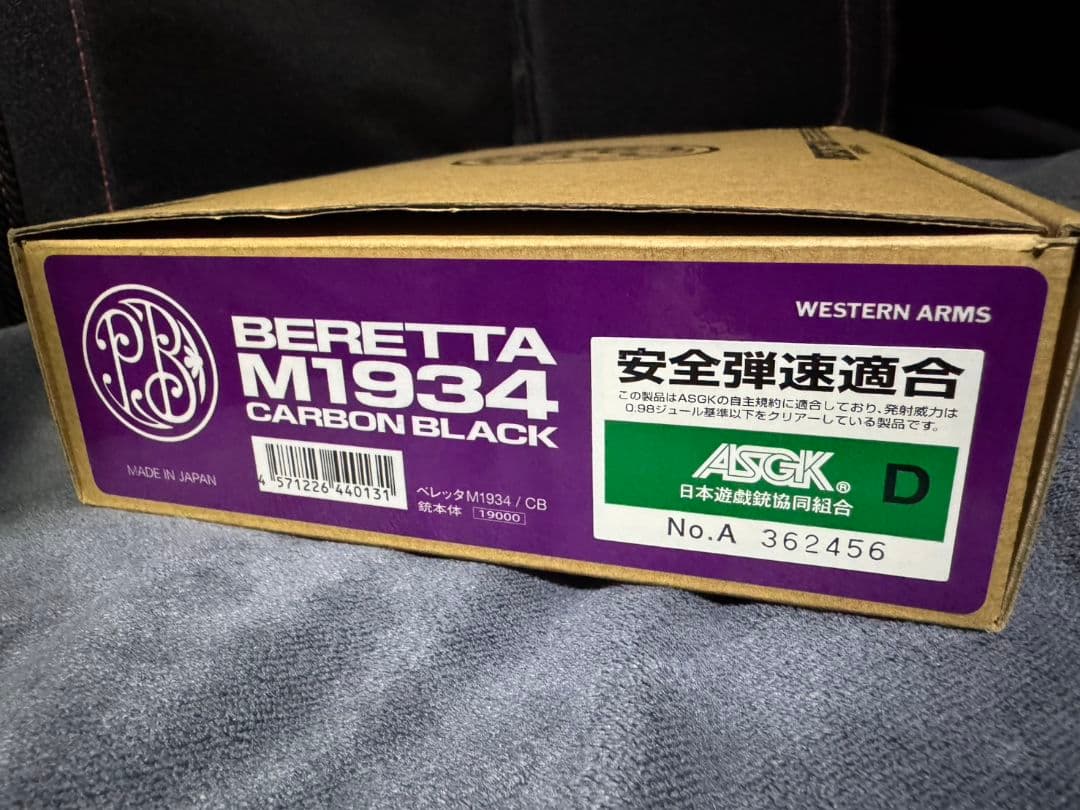 PB
BERETTA
M1934
CARBON BLACK
MADE IN JAPAN
4 571226 440131
ベレッタM1934 / CB
銃本体 19000
WESTERN ARMS
安全弾速適合
この製品はASGKの自主規約に適合しており、発射威力は
0.98ジュール基準以下をクリアーしている製品です。
ASGK® D
日本遊戯銃協同組合
No.A 362456